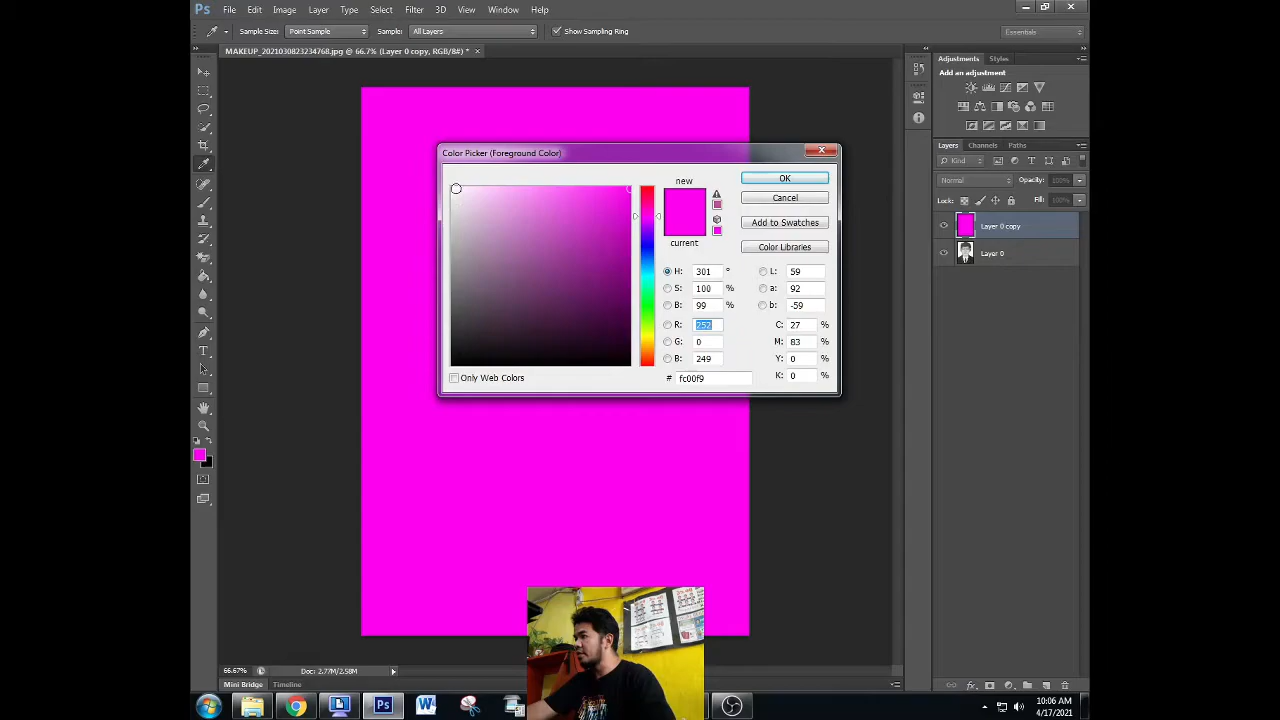 Ps File Edit Image Layer Type Select Filter 3D View Window Help
Sample Size: Point Sample Sample: All Layers Show Sampling Ring Essentials
MAKEUP_2021030823234768.jpg @ 66.7% (Layer 0 copy, RGB/8#) *
Adjustments Styles
Add an adjustment
Layers Channels Paths
Kind
Normal Opacity: 100%
Lock: Fill: 100%
Layer 0 copy
Layer 0
Color Picker (Foreground Color)
new
current
OK
Cancel
Add to Swatches
Color Libraries
H: 301 ° L: 59
S: 100 % a: 92
B: 99 % b: -59
R: 252 C: 27 %
G: 0 M: 83 %
B: 249 Y: 0 %
# fc00f9 K: 0 %
Only Web Colors
66.67% Doc: 2.77M/2.58M
Mini Bridge Timeline
Ps W
10:06 AM
4/17/2021